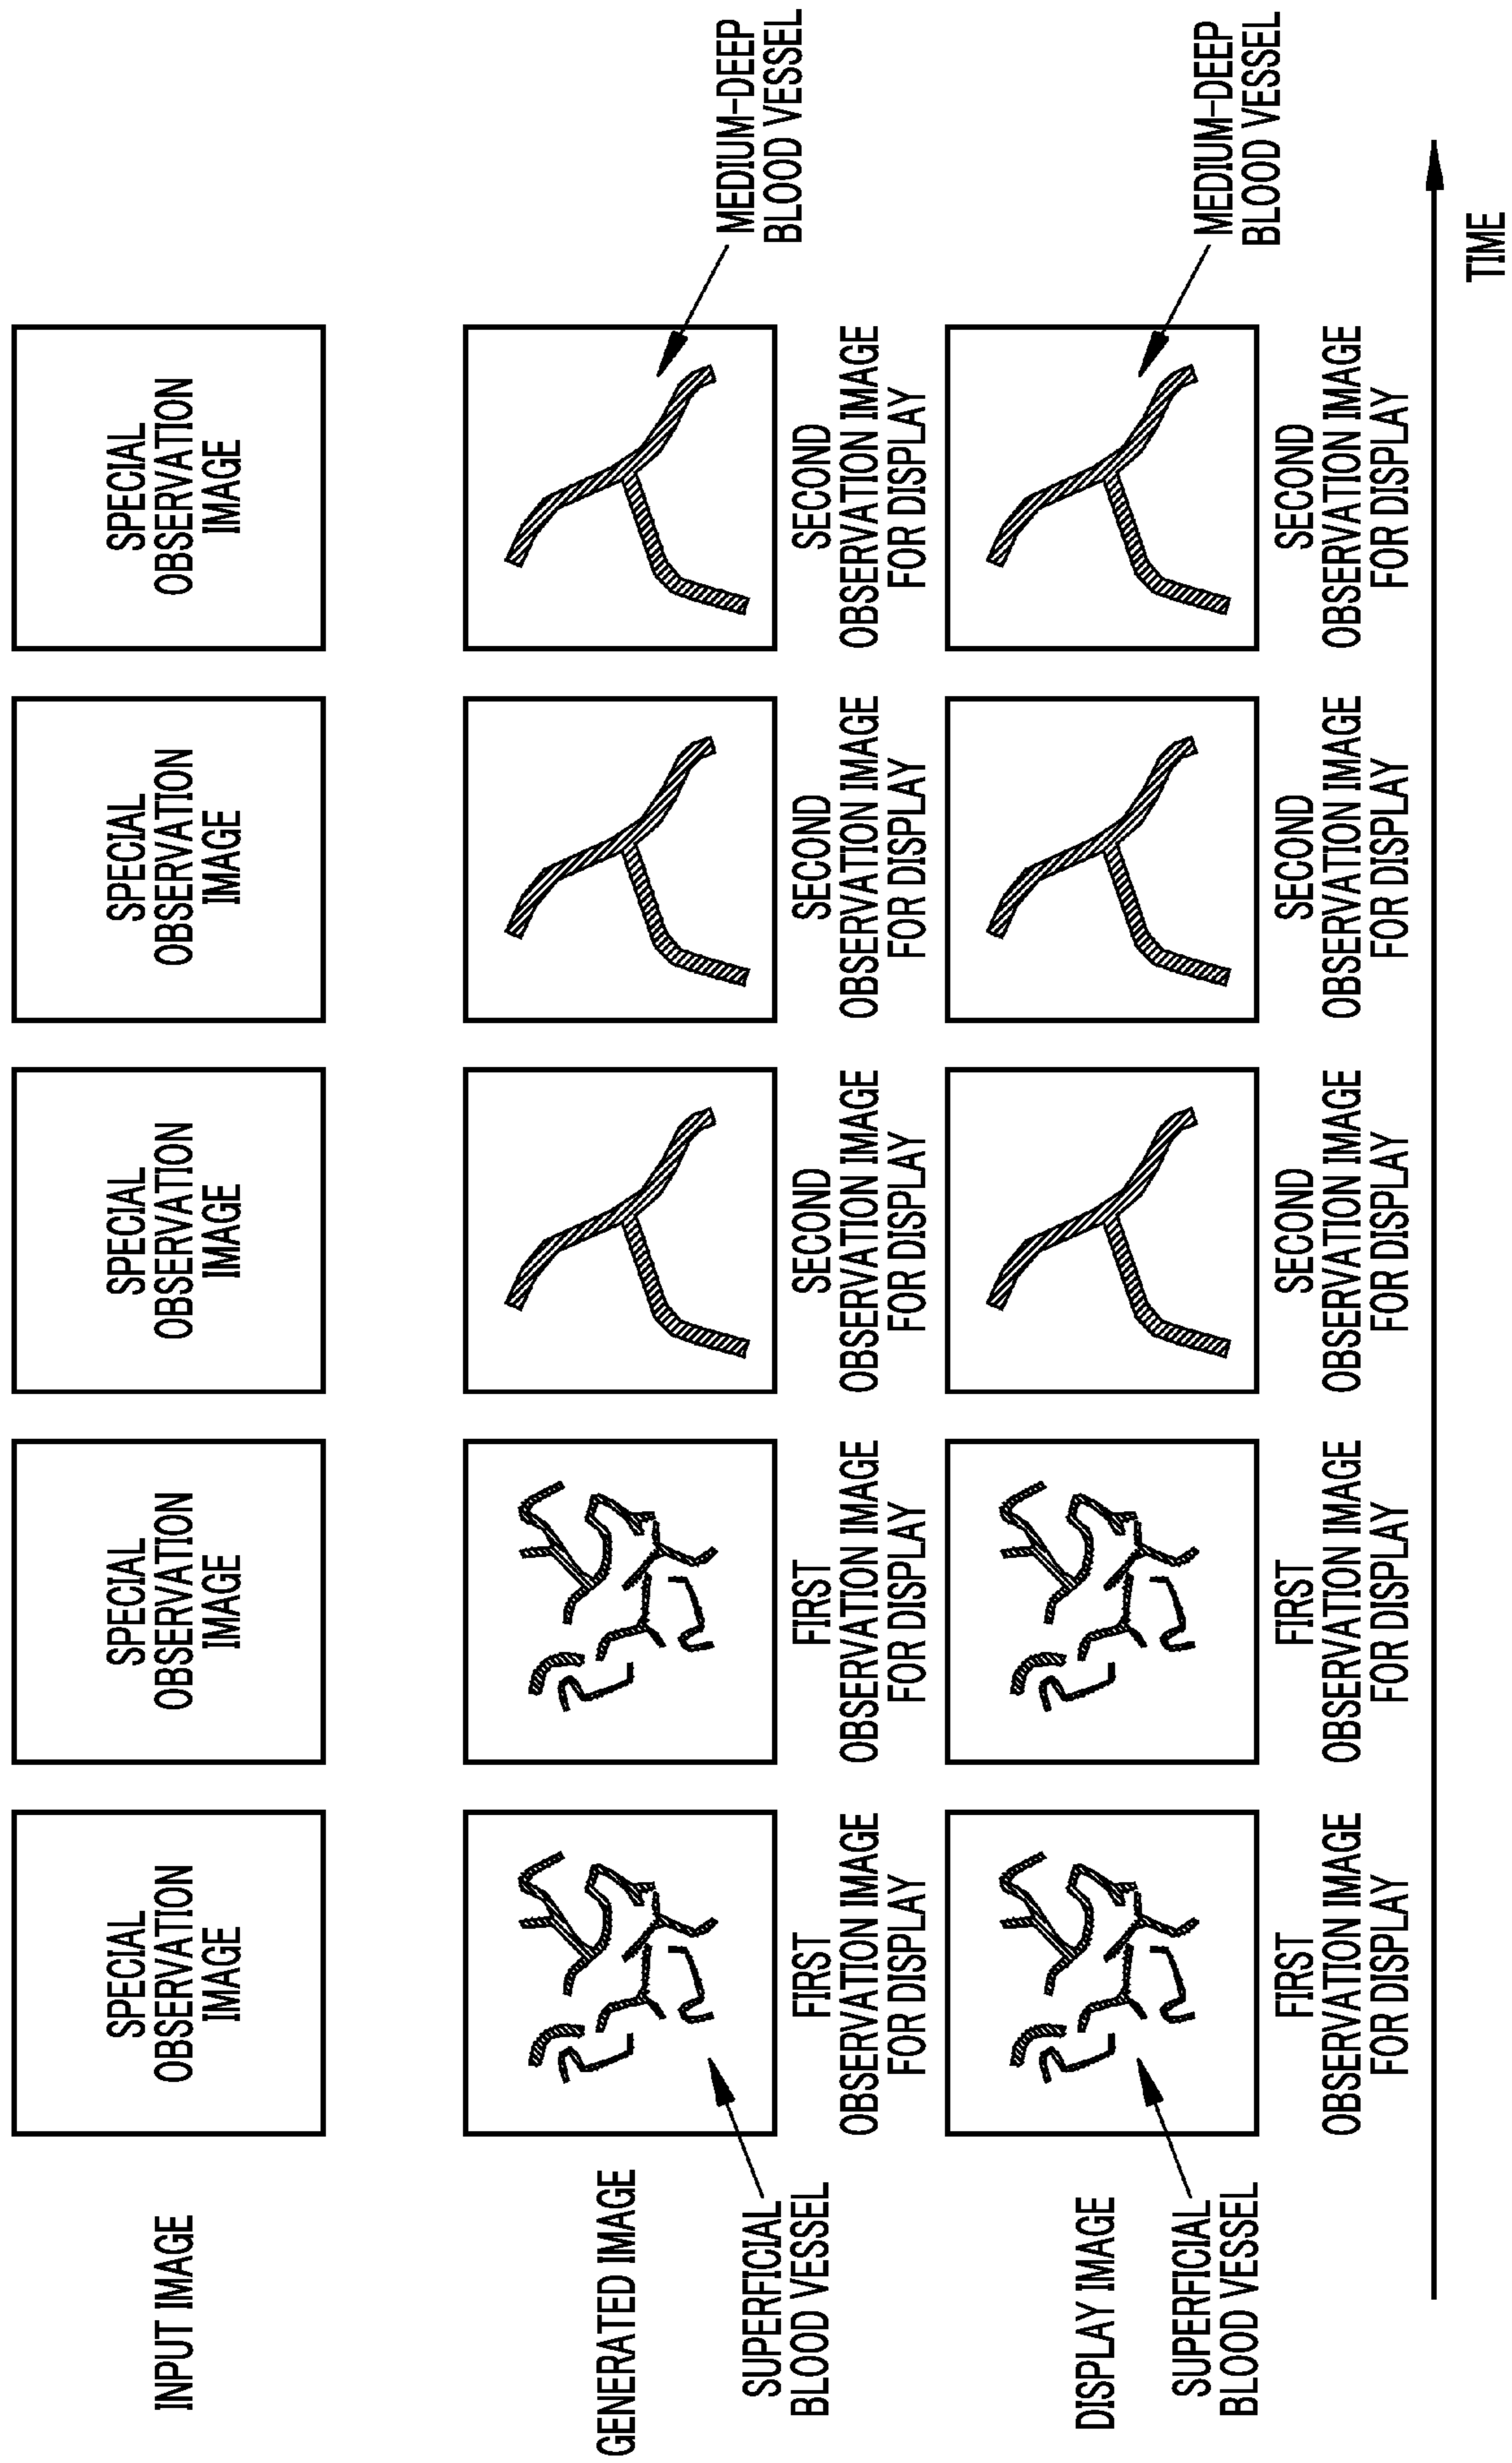 INPUT IMAGE
SPECIAL
OBSERVATION
IMAGE
SPECIAL
OBSERVATION
IMAGE
SPECIAL
OBSERVATION
IMAGE
SPECIAL
OBSERVATION
IMAGE
SPECIAL
OBSERVATION
IMAGE
GENERATED IMAGE
SUPERFICIAL
BLOOD VESSEL
MEDIUM-DEEP
BLOOD VESSEL
FIRST
OBSERVATION IMAGE
FOR DISPLAY
FIRST
OBSERVATION IMAGE
FOR DISPLAY
SECOND
OBSERVATION IMAGE
FOR DISPLAY
SECOND
OBSERVATION IMAGE
FOR DISPLAY
SECOND
OBSERVATION IMAGE
FOR DISPLAY
DISPLAY IMAGE
SUPERFICIAL
BLOOD VESSEL
MEDIUM-DEEP
BLOOD VESSEL
FIRST
OBSERVATION IMAGE
FOR DISPLAY
FIRST
OBSERVATION IMAGE
FOR DISPLAY
SECOND
OBSERVATION IMAGE
FOR DISPLAY
SECOND
OBSERVATION IMAGE
FOR DISPLAY
SECOND
OBSERVATION IMAGE
FOR DISPLAY
TIME